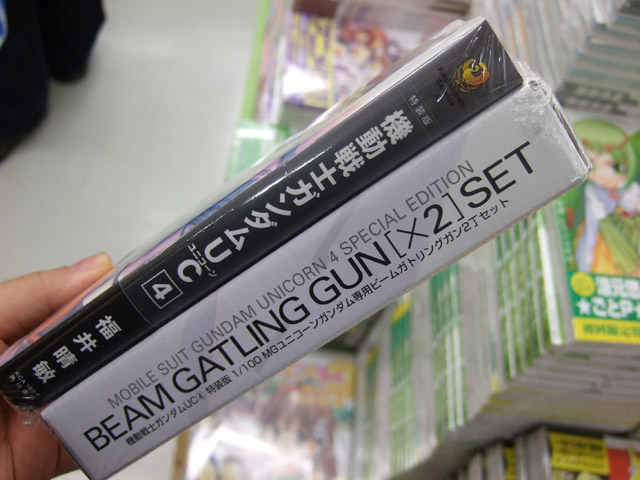 特装版
機動戦士ガンダムUC
ユニコーン
4
福井晴敏
MOBILE SUIT GUNDAM UNICORN 4 SPECIAL EDITION
BEAM GATLING GUN [×2] SET
機動戦士ガンダムUC④ 特装版 1/100 MGユニコーンガンダム専用ビームガトリングガン2丁セット